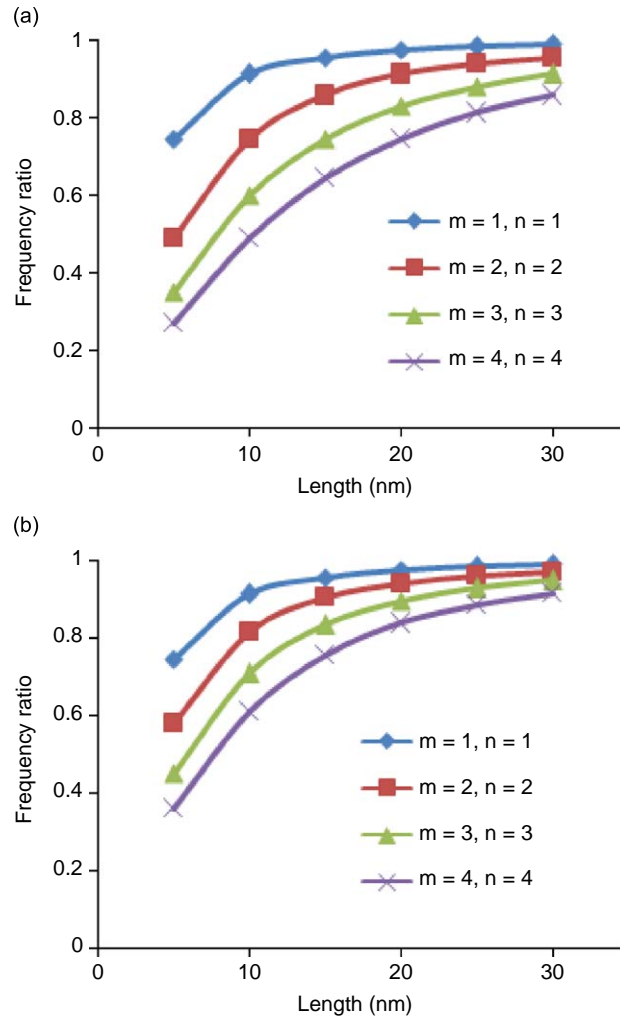 (a)
1
0.8
0.6
0.4
0.2
0
Frequency ratio
m = 1, n = 1
m = 2, n = 2
m = 3, n = 3
m = 4, n = 4
0 10 20 30
Length (nm)
(b)
1
0.8
0.6
0.4
0.2
0
Frequency ratio
m = 1, n = 1
m = 2, n = 2
m = 3, n = 3
m = 4, n = 4
0 10 20 30
Length (nm)